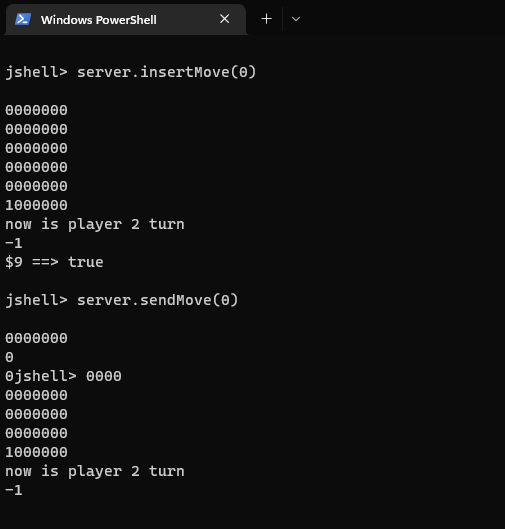 Windows PowerShell
jshell> server.insertMove(0)
0000000
0000000
0000000
0000000
0000000
1000000
now is player 2 turn
-1
$9 ==> true
jshell> server.sendMove(0)
0000000
0
0jshell> 0000
0000000
0000000
0000000
1000000
now is player 2 turn
-1